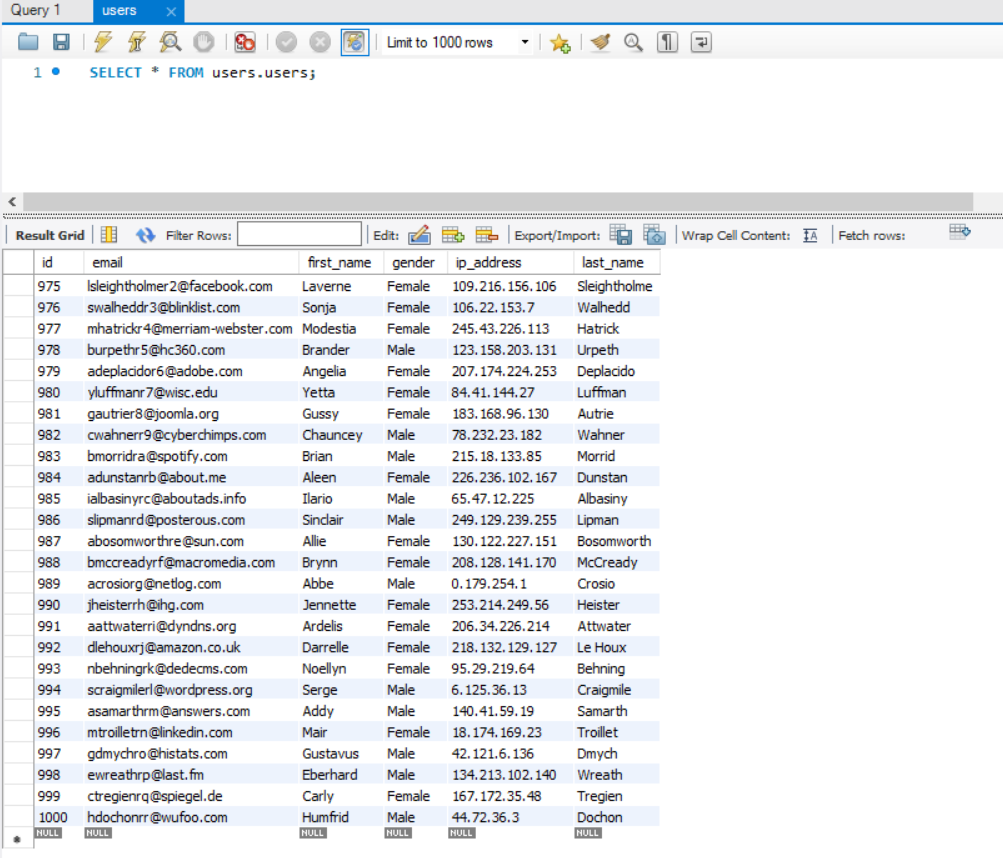 Query 1 users
Limit to 1000 rows
1 SELECT * FROM users.users;
Result Grid Filter Rows: Edit: Export/Import: Wrap Cell Content: Fetch rows:
id email first_name gender ip_address last_name
975 lsleightholmer2@facebook.com Laverne Female 109.216.156.106 Sleightholme
976 swalheddr3@blinklist.com Sonja Female 106.22.153.7 Walhedd
977 mhatrickr4@merriam-webster.com Modestia Female 245.43.226.113 Hatrick
978 burpethr5@hc360.com Brander Male 123.158.203.131 Urpeth
979 adeplacidor6@adobe.com Angelia Female 207.174.224.253 Deplacido
980 yluffmanr7@wisc.edu Yetta Female 84.41.144.27 Luffman
981 gautrier8@joomla.org Gussy Female 183.168.96.130 Autrie
982 cwahnerr9@cyberchimps.com Chauncey Male 78.232.23.182 Wahner
983 bmorridra@spotify.com Brian Male 215.18.133.85 Morrid
984 adunstanrb@about.me Aleen Female 226.236.102.167 Dunstan
985 ialbasinyrc@aboutads.info Ilario Male 65.47.12.225 Albasiny
986 slipmanrd@posterous.com Sinclair Male 249.129.239.255 Lipman
987 abosomworthre@sun.com Allie Female 130.122.227.151 Bosomworth
988 bmccreadyrf@macromedia.com Brynn Female 208.128.141.170 McCready
989 acrosiorg@netlog.com Abbe Male 0.179.254.1 Crosio
990 jheisterrh@ihg.com Jennette Female 253.214.249.56 Heister
991 aattwaterri@dyndns.org Ardelis Female 206.34.226.214 Attwater
992 dlehouxrj@amazon.co.uk Darrelle Female 218.132.129.127 Le Houx
993 nbehningrk@dedecms.com Noellyn Female 95.29.219.64 Behning
994 scraigmilerl@wordpress.org Serge Male 6.125.36.13 Craigmile
995 asamarthrm@answers.com Addy Male 140.41.59.19 Samarth
996 mtroilletrn@linkedin.com Mair Female 18.174.169.23 Troillet
997 gdmychro@histats.com Gustavus Male 42.121.6.136 Dmych
998 ewreathrp@last.fm Eberhard Male 134.213.102.140 Wreath
999 ctregienrq@spiegel.de Carly Female 167.172.35.48 Tregien
1000 hdochonrr@wufoo.com Humfrid Male 44.72.36.3 Dochon
NULL NULL NULL NULL NULL NULL